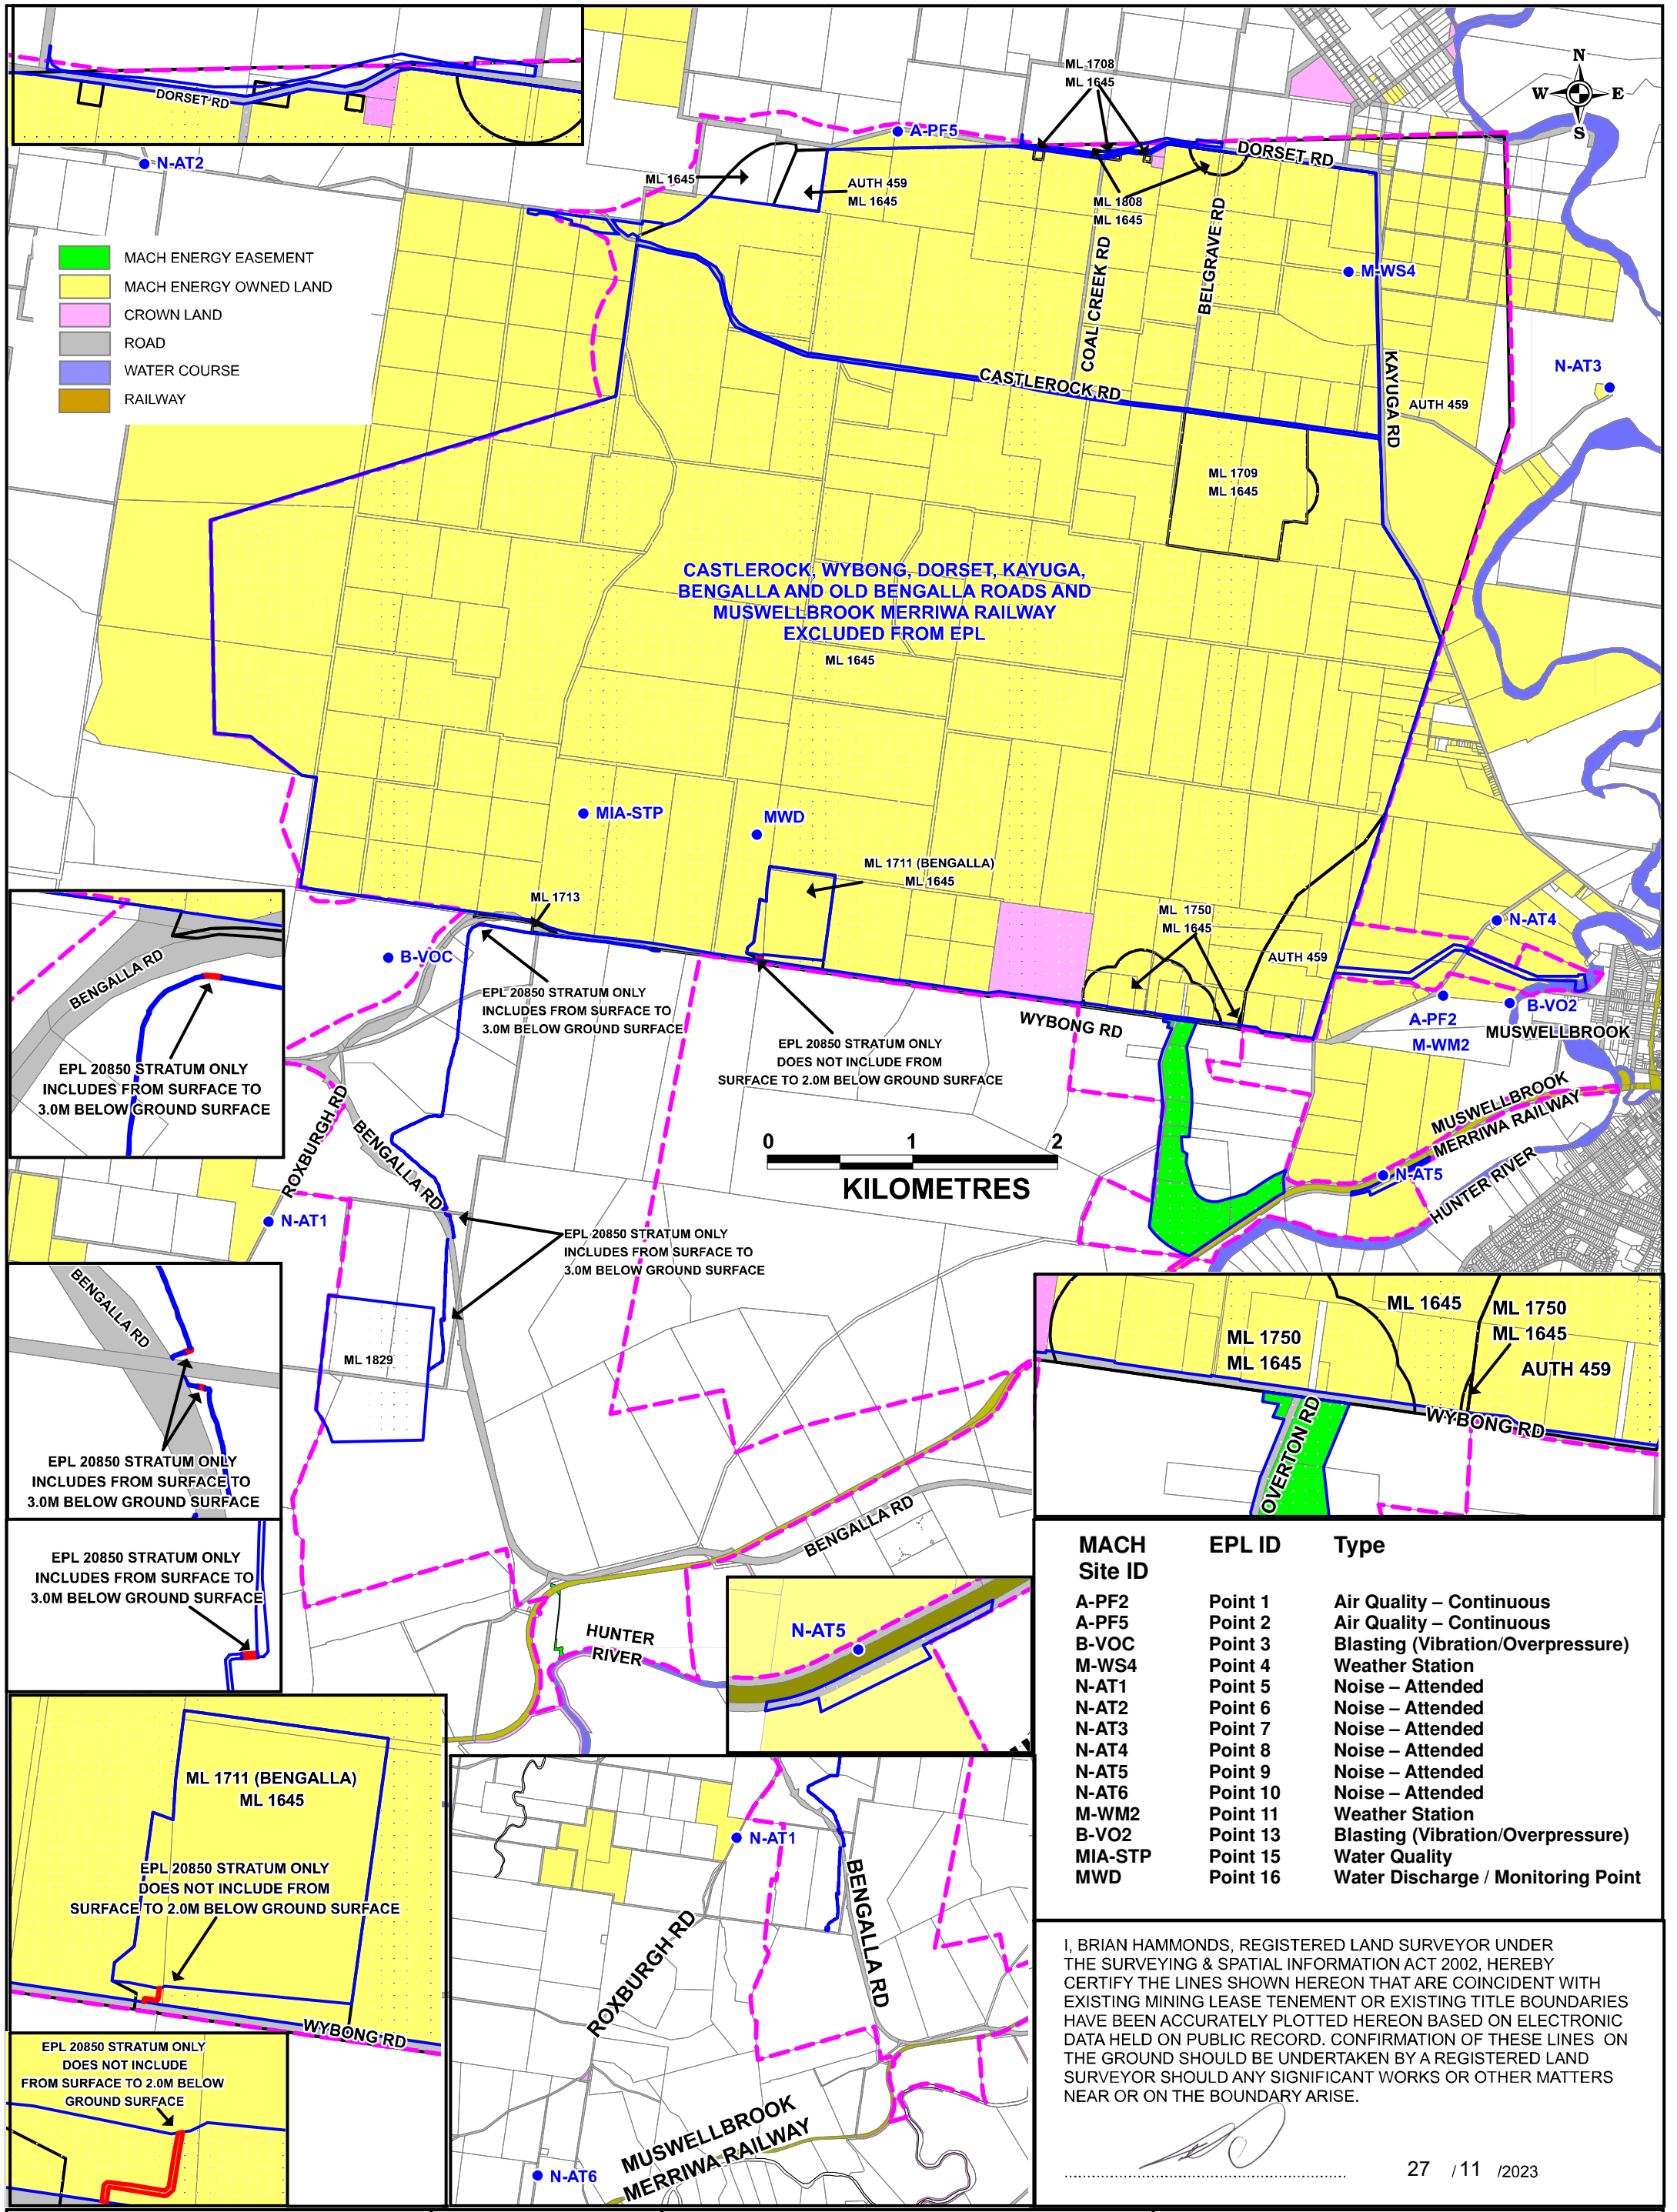 DORSET RD
N-AT2
A-PF5
ML 1708
ML 1645
N
W E
S
ML 1645
AUTH 459
ML 1645
ML 1808
ML 1645
DORSET RD
COAL CREEK RD
BELGRAVE RD
M-WS4
MACH ENERGY EASEMENT
MACH ENERGY OWNED LAND
CROWN LAND
ROAD
WATER COURSE
RAILWAY
CASTLEROCK RD
KAYUGA RD
N-AT3
AUTH 459
ML 1709
ML 1645
CASTLEROCK, WYBONG, DORSET, KAYUGA,
BENGALLA AND OLD BENGALLA ROADS AND
MUSWELLBROOK MERRIWA RAILWAY
EXCLUDED FROM EPL
ML 1645
MIA-STP
MWD
ML 1711 (BENGALLA)
ML 1645
ML 1713
ML 1750
ML 1645
AUTH 459
N-AT4
B-VOC
EPL 20850 STRATUM ONLY
INCLUDES FROM SURFACE TO
3.0M BELOW GROUND SURFACE
EPL 20850 STRATUM ONLY
DOES NOT INCLUDE FROM
SURFACE TO 2.0M BELOW GROUND SURFACE
WYBONG RD
A-PF2
M-WM2
B-VO2
MUSWELLBROOK
BENGALLA RD
EPL 20850 STRATUM ONLY
INCLUDES FROM SURFACE TO
3.0M BELOW GROUND SURFACE
ROXBURGH RD
BENGALLA RD
0 1 2
KILOMETRES
MUSWELLBROOK
MERRIWA RAILWAY
N-AT5
HUNTER RIVER
N-AT1
EPL 20850 STRATUM ONLY
INCLUDES FROM SURFACE TO
3.0M BELOW GROUND SURFACE
ML 1829
BENGALLA RD
EPL 20850 STRATUM ONLY
INCLUDES FROM SURFACE TO
3.0M BELOW GROUND SURFACE
ML 1645
ML 1750
ML 1645
ML 1750
ML 1645
AUTH 459
WYBONG RD
OVERTON RD
EPL 20850 STRATUM ONLY
INCLUDES FROM SURFACE TO
3.0M BELOW GROUND SURFACE
BENGALLA RD
HUNTER
RIVER
N-AT5
MACH EPL ID Type
Site ID
A-PF2 Point 1 Air Quality – Continuous
A-PF5 Point 2 Air Quality – Continuous
B-VOC Point 3 Blasting (Vibration/Overpressure)
M-WS4 Point 4 Weather Station
N-AT1 Point 5 Noise – Attended
N-AT2 Point 6 Noise – Attended
N-AT3 Point 7 Noise – Attended
N-AT4 Point 8 Noise – Attended
N-AT5 Point 9 Noise – Attended
N-AT6 Point 10 Noise – Attended
M-WM2 Point 11 Weather Station
B-VO2 Point 13 Blasting (Vibration/Overpressure)
MIA-STP Point 15 Water Quality
MWD Point 16 Water Discharge / Monitoring Point
ML 1711 (BENGALLA)
ML 1645
EPL 20850 STRATUM ONLY
DOES NOT INCLUDE FROM
SURFACE TO 2.0M BELOW GROUND SURFACE
WYBONG RD
EPL 20850 STRATUM ONLY
DOES NOT INCLUDE
FROM SURFACE TO 2.0M BELOW
GROUND SURFACE
N-AT1
BENGALLA RD
ROXBURGH RD
MUSWELLBROOK
MERRIWA RAILWAY
N-AT6
I, BRIAN HAMMONDS, REGISTERED LAND SURVEYOR UNDER
THE SURVEYING & SPATIAL INFORMATION ACT 2002, HEREBY
CERTIFY THE LINES SHOWN HEREON THAT ARE COINCIDENT WITH
EXISTING MINING LEASE TENEMENT OR EXISTING TITLE BOUNDARIES
HAVE BEEN ACCURATELY PLOTTED HEREON BASED ON ELECTRONIC
DATA HELD ON PUBLIC RECORD. CONFIRMATION OF THESE LINES ON
THE GROUND SHOULD BE UNDERTAKEN BY A REGISTERED LAND
SURVEYOR SHOULD ANY SIGNIFICANT WORKS OR OTHER MATTERS
NEAR OR ON THE BOUNDARY ARISE.
27 / 11 /2023